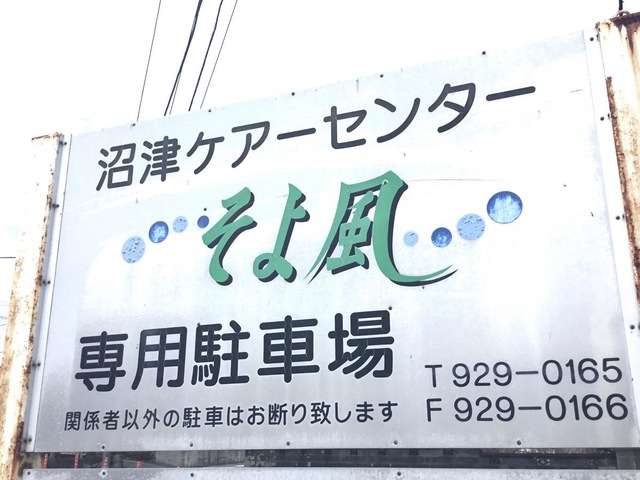 沼津ケアーセンター
そよ風
専用駐車場
関係者以外の駐車はお断り致します
T 929-0165
F 929-0166